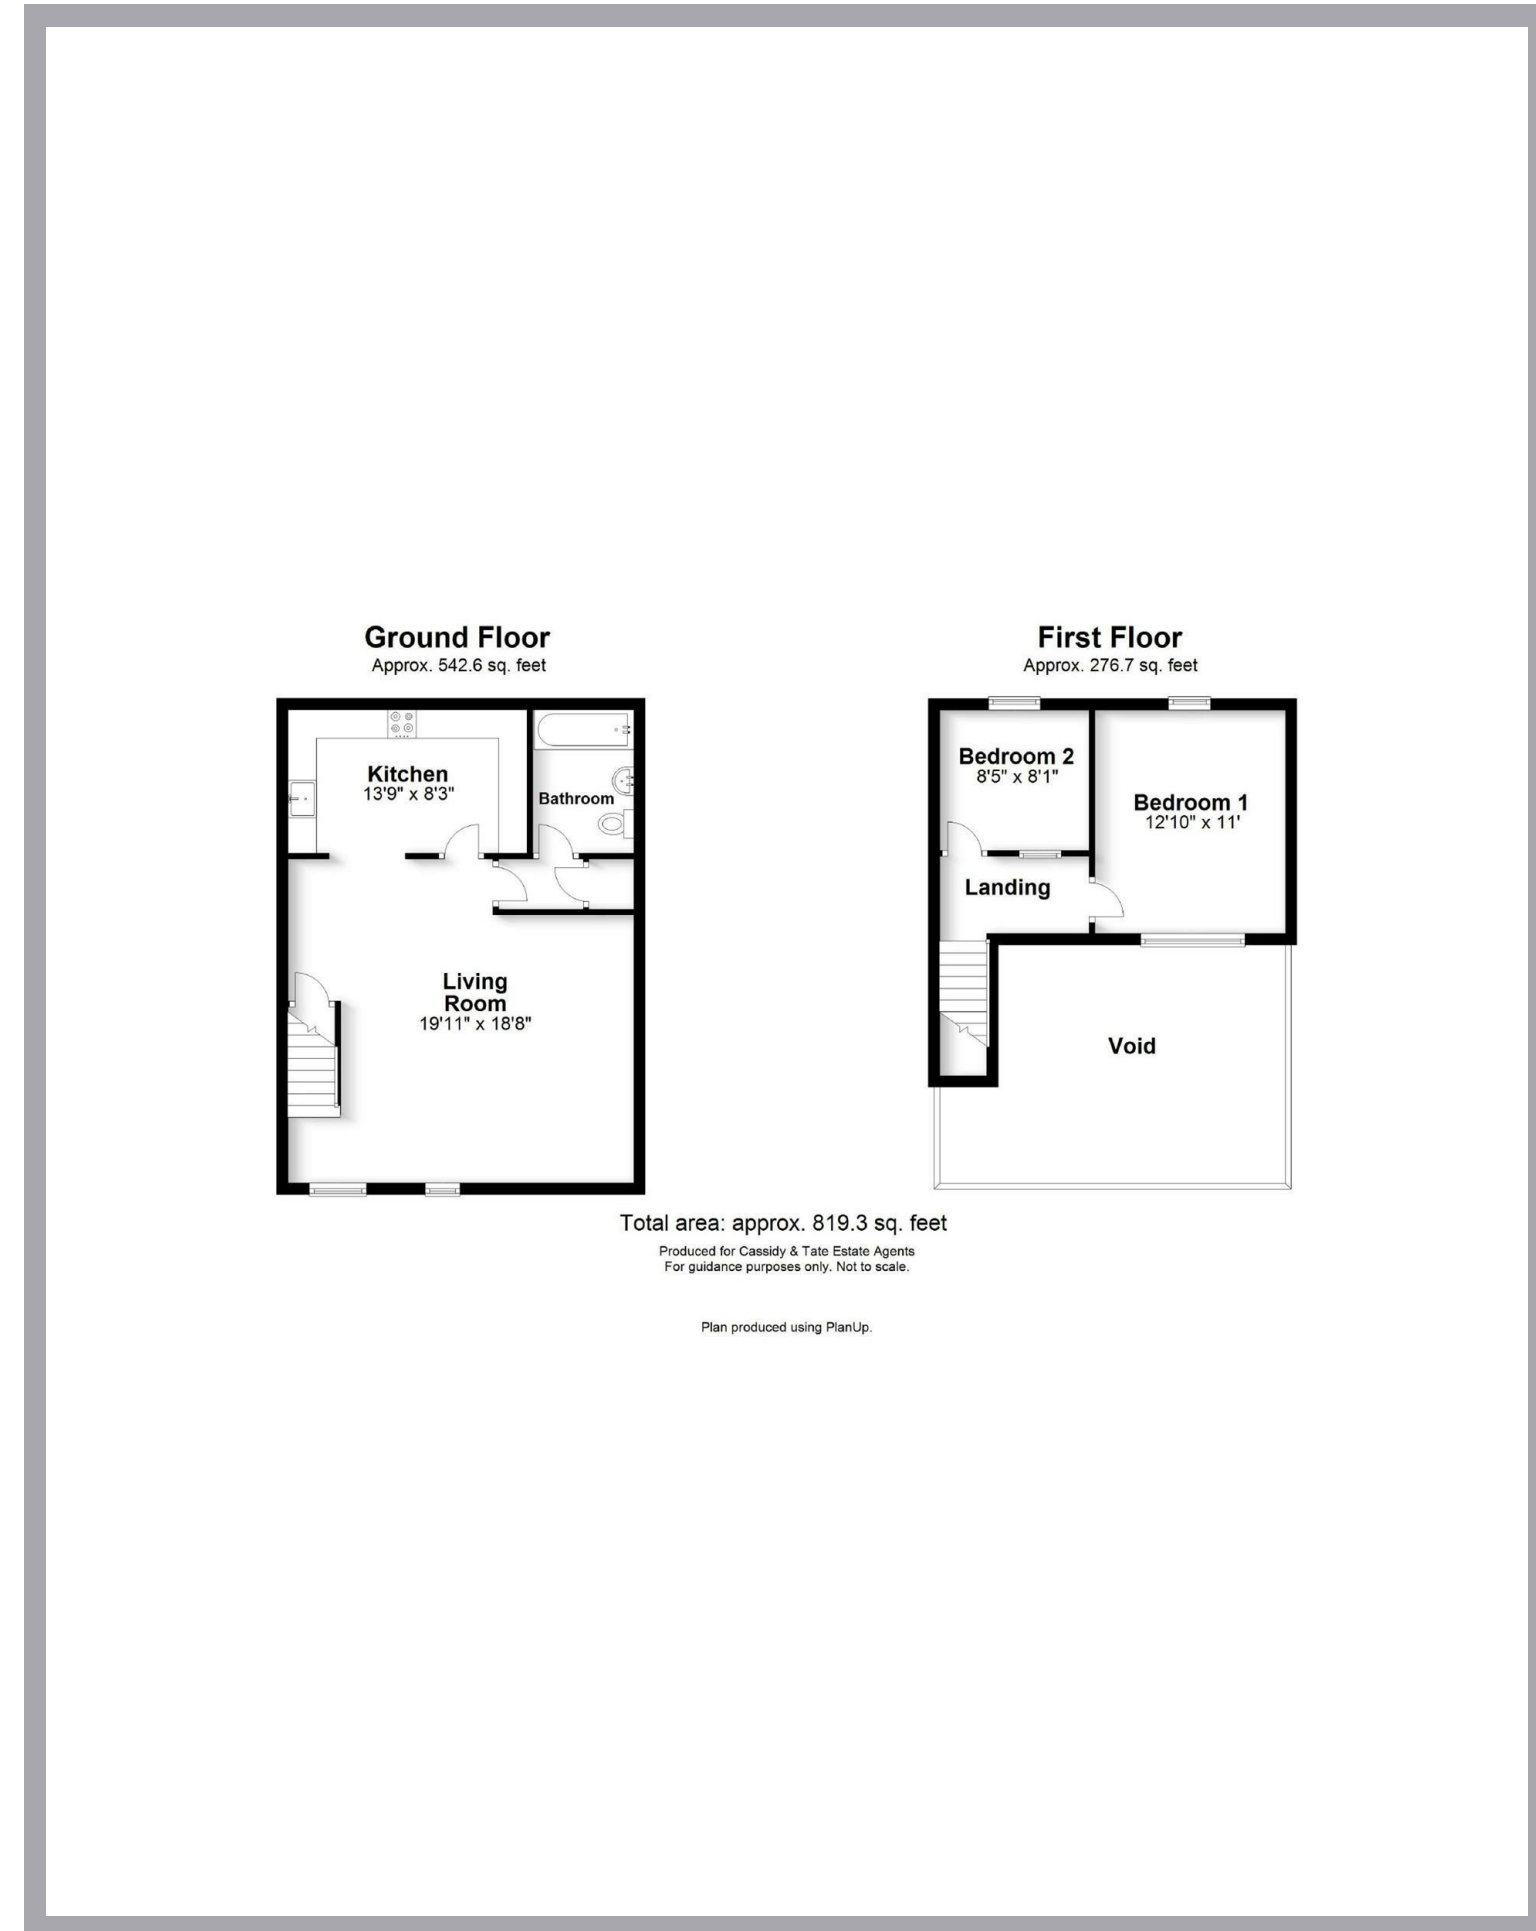 Ground Floor
Approx. 542.6 sq. feet
Kitchen
13'9" x 8'3"
Bathroom
Living
Room
19'11" x 18'8"
First Floor
Approx. 276.7 sq. feet
Bedroom 2
8'5" x 8'1"
Bedroom 1
12'10" x 11'
Landing
Void
Total area: approx. 819.3 sq. feet
Produced for Cassidy & Tate Estate Agents
For guidance purposes only. Not to scale.
Plan produced using PlanUp.